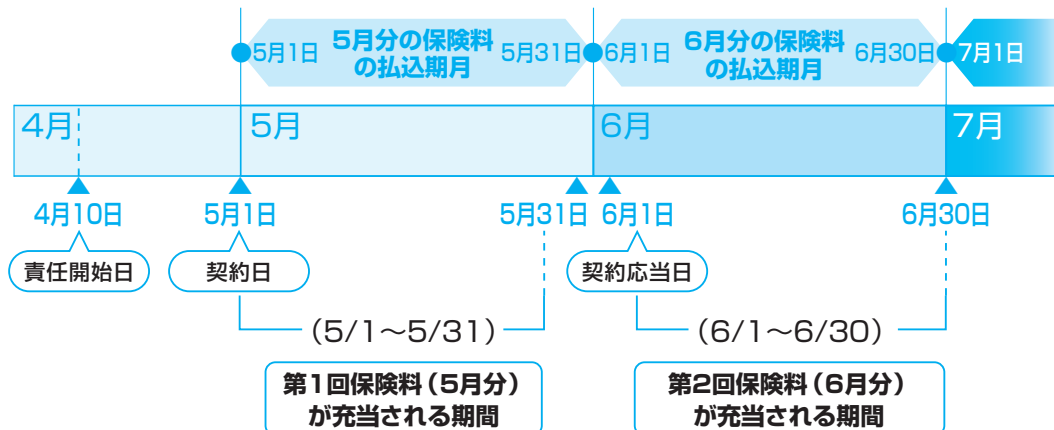 5月1日 5月分の保険料の払込期月 5月31日
6月1日 6月分の保険料の払込期月 6月30日
7月1日
4月 5月 6月 7月
4月10日 5月1日 5月31日 6月1日 6月30日
責任開始日 契約日 契約応当日
(5/1〜5/31) (6/1〜6/30)
第1回保険料(5月分)
が充当される期間
第2回保険料(6月分)
が充当される期間